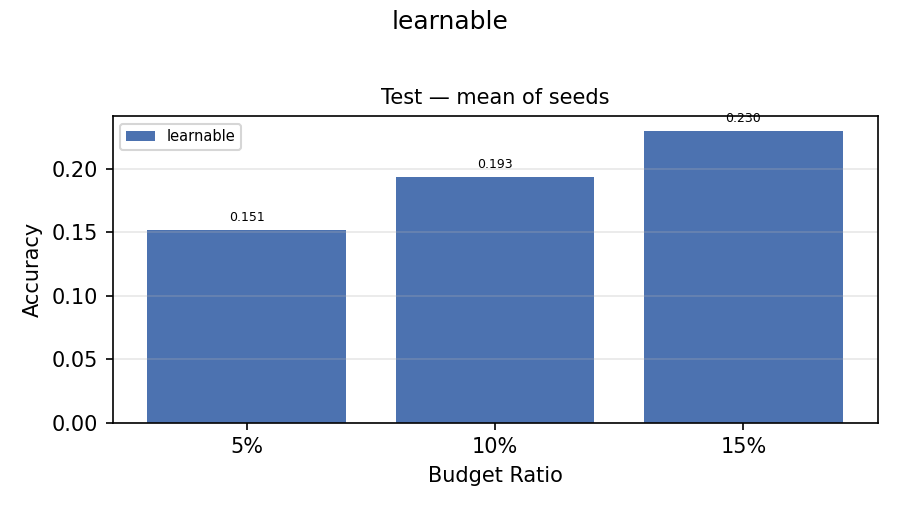 learnable
Test — mean of seeds
learnable
0.230
0.193
0.151
0.20
0.15
0.10
0.05
0.00
Accuracy
5%
10%
15%
Budget Ratio